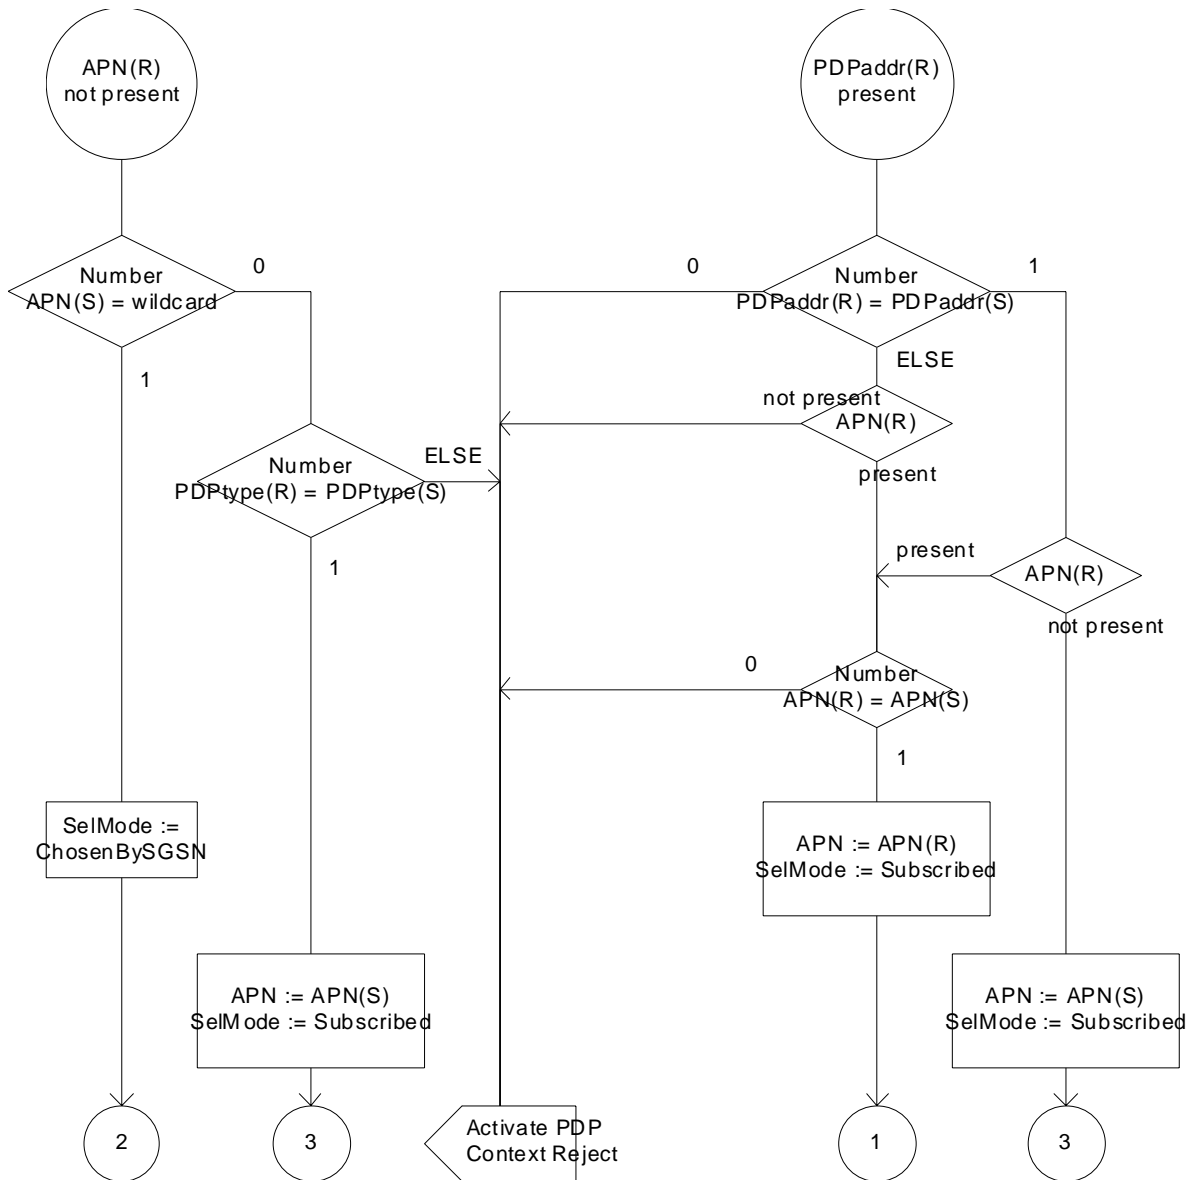 APN(R)
not present
PDPaddr(R)
present
Number
APN(S) = wildcard
0
1
0
Number
PDPaddr(R) = PDPaddr(S)
1
ELSE
not present
APN(R)
present
Number
PDPtype(R) = PDPtype(S)
ELSE
1
present
APN(R)
not present
0
Number
APN(R) = APN(S)
1
SelMode :=
ChosenBySGSN
APN := APN(R)
SelMode := Subscribed
APN := APN(S)
SelMode := Subscribed
APN := APN(S)
SelMode := Subscribed
2
3
Activate PDP
Context Reject
1
3